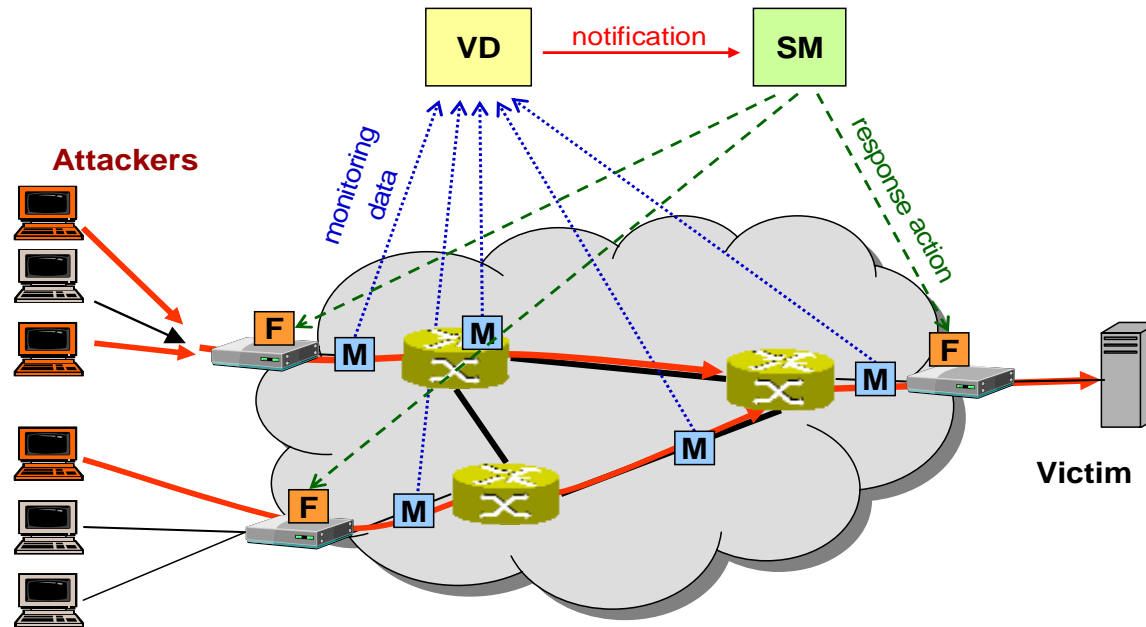 VD
notification
SM
Attackers
monitoring
data
response action
F
M
M
F
M
M
F
M
Victim